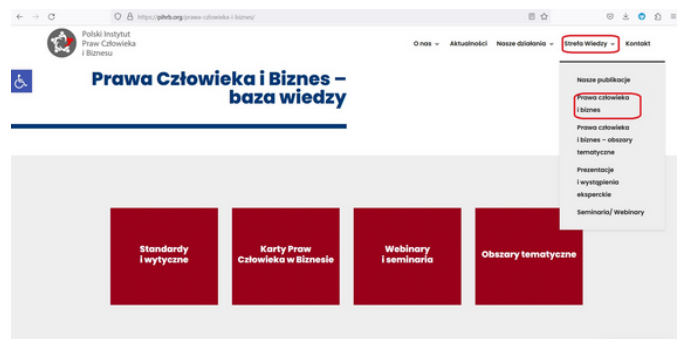 https://pihrb.org/prawa-czlowieka-i-biznes/
Polski Instytut
Praw Człowieka
i Biznesu
O nas
Aktualności
Nasze działania
Strefa Wiedzy
Kontakt
Prawa Człowieka i Biznes –
baza wiedzy
Nasze publikacje
Prawa człowieka
i biznes
Prawa człowieka
i biznes – obszary
tematyczne
Prezentacje
i wystąpienia
eksperckie
Seminaria/ Webinary
Standardy
i wytyczne
Karty Praw
Człowieka w Biznesie
Webinary
i seminaria
Obszary tematyczne